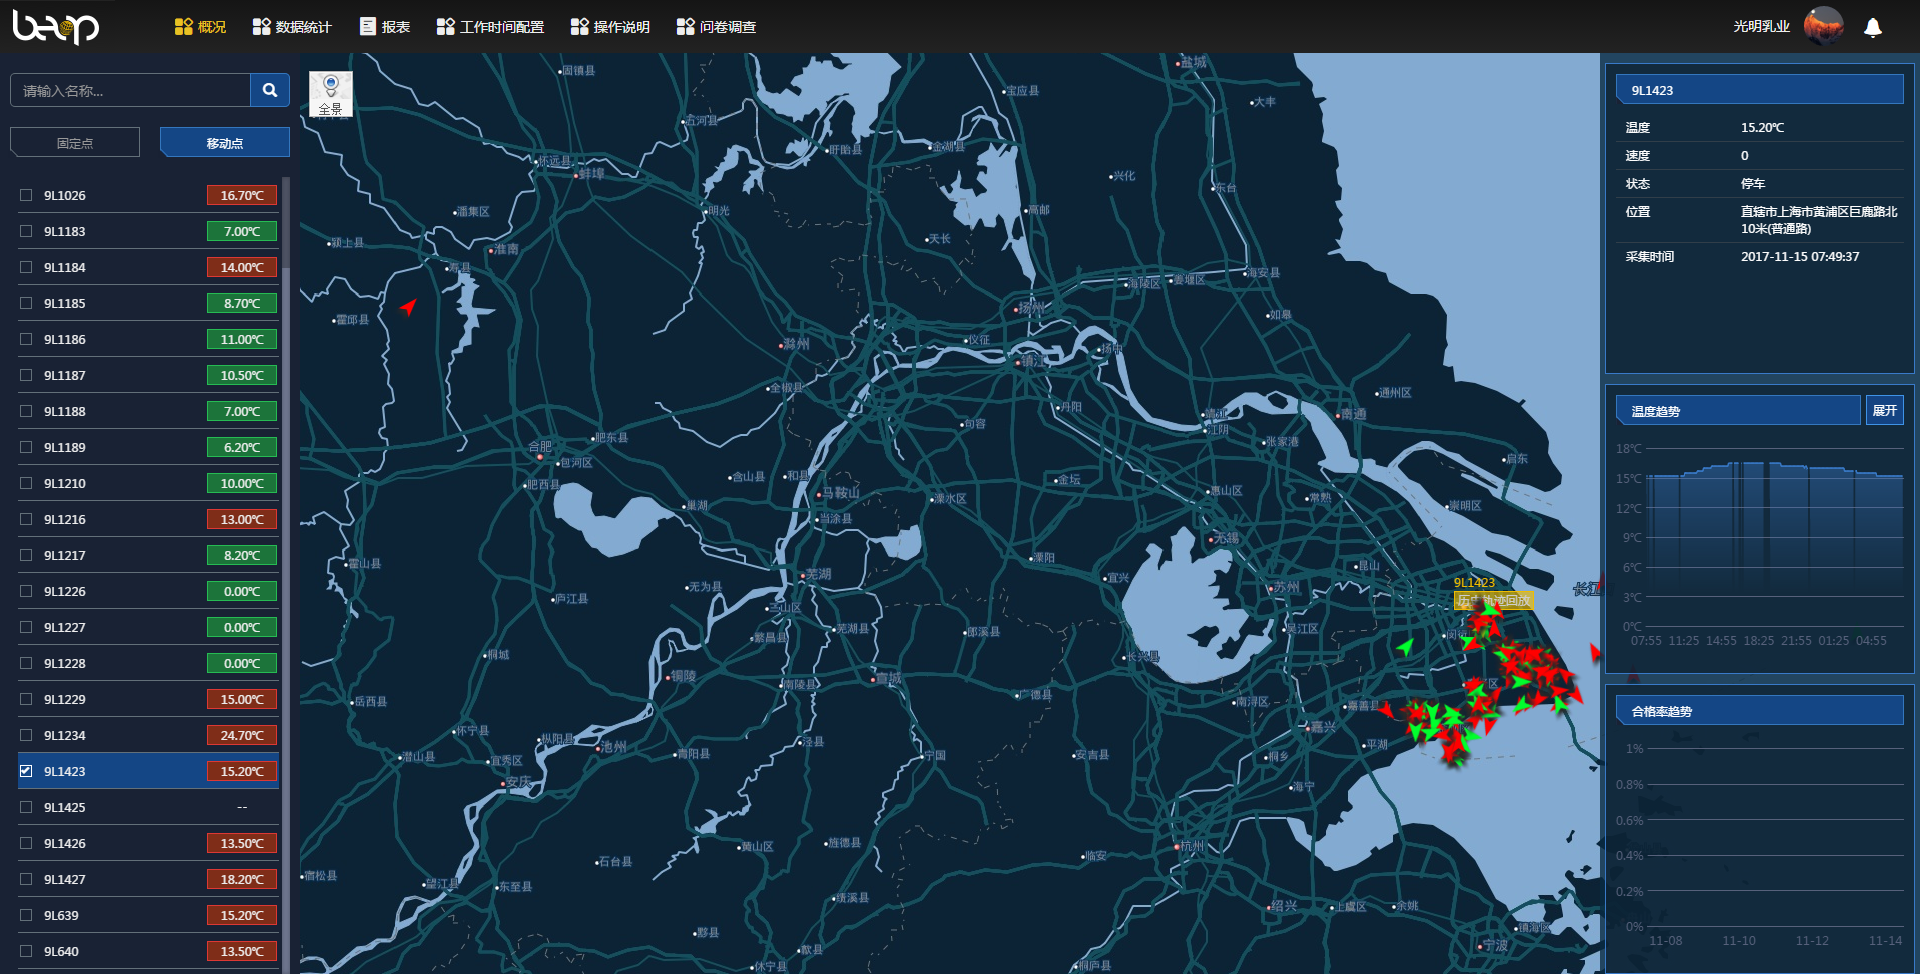 beop
概况
数据统计
报表
工作时间配置
操作说明
问卷调查
光明乳业
请输入名称...
固定点
移动点
9L1026 16.70℃
9L1183 7.00℃
9L1184 14.00℃
9L1185 8.70℃
9L1186 11.00℃
9L1187 10.50℃
9L1188 7.00℃
9L1189 6.20℃
9L1210 10.00℃
9L1216 13.00℃
9L1217 8.20℃
9L1226 0.00℃
9L1227 0.00℃
9L1228 0.00℃
9L1229 15.00℃
9L1234 24.70℃
9L1423 15.20℃
9L1425 --
9L1426 13.50℃
9L1427 18.20℃
9L639 15.20℃
9L640 13.50℃
全景
固镇县
盐城
宝应县
大丰
五河县
盱眙县
金湖县
怀远县
蚌埠
兴化
东台
潘集区
明光
高邮
颍上县
淮南
天长
寿县
海安县
海陵区
姜堰区
霍邱县
扬州
如皋
滁州
仪征
扬中
镇江
全椒县
通州区
丹阳
靖江
南通
句容
江阴
合肥
肥东县
张家港
包河区
启东
肥西县
含山县
和县
金坛
马鞍山
溧水区
惠山区
常熟
巢湖
崇明区
当涂县
无锡
霍山县
溧阳
昆山
芜湖
宜兴
无为县
苏州
长江
庐江县
三山区
9L1423
历史轨迹回放
繁昌县
芜湖县
郎溪县
吴江区
桐城
长兴县
铜陵
南陵县
宣城
广德县
岳西县
南浔区
嘉善县
怀宁县
枞阳县
池州
泾县
嘉兴
平湖
潜山县
宜秀区
青阳县
宁国
安吉县
桐乡
安庆
海宁
黄山区
旌德县
杭州
石台县
临安
宿松县
望江县
东至县
绩溪县
绍兴
上虞区
余姚
黟县
镇海区
歙县
宁波
休宁县
桐庐县
9L1423
温度 15.20℃
速度 0
状态 停车
位置 直辖市上海市黄浦区巨鹿路北
10米(普通路)
采集时间 2017-11-15 07:49:37
温度趋势
展开
18℃
15℃
12℃
9℃
6℃
3℃
0℃
07:55 11:25 14:55 18:25 21:55 01:25 04:55
合格率趋势
1%
0.8%
0.6%
0.4%
0.2%
0%
11-08 11-10 11-12 11-14